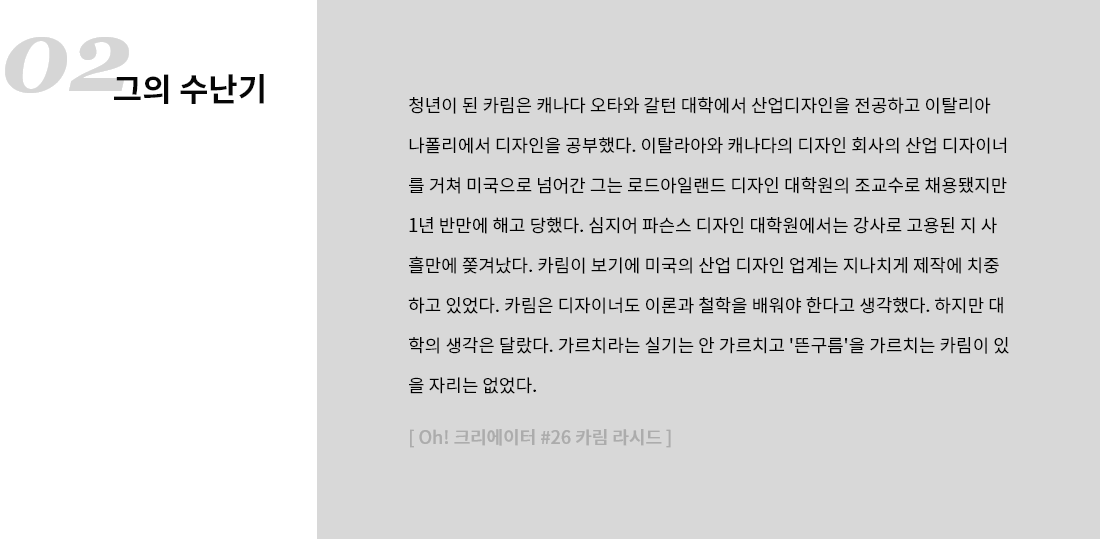 02
그의 수난기
청년이 된 카림은 캐나다 오타와 갈턴 대학에서 산업디자인을 전공하고 이탈리아
나폴리에서 디자인을 공부했다. 이탈라아와 캐나다의 디자인 회사의 산업 디자이너
를 거쳐 미국으로 넘어간 그는 로드아일랜드 디자인 대학원의 조교수로 채용됐지만
1년 반만에 해고 당했다. 심지어 파슨스 디자인 대학원에서는 강사로 고용된 지 사
흘만에 쫒겨났다. 카림이 보기에 미국의 산업 디자인 업계는 지나치게 제작에 치중
하고 있었다. 카림은 디자이너도 이론과 철학을 배워야 한다고 생각했다. 하지만 대
학의 생각은 달랐다. 가르치라는 실기는 안 가르치고 '뜬구름'을 가르치는 카림이 있
을 자리는 없었다.
[ Oh! 크리에이터 #26 카림 라시드 ]